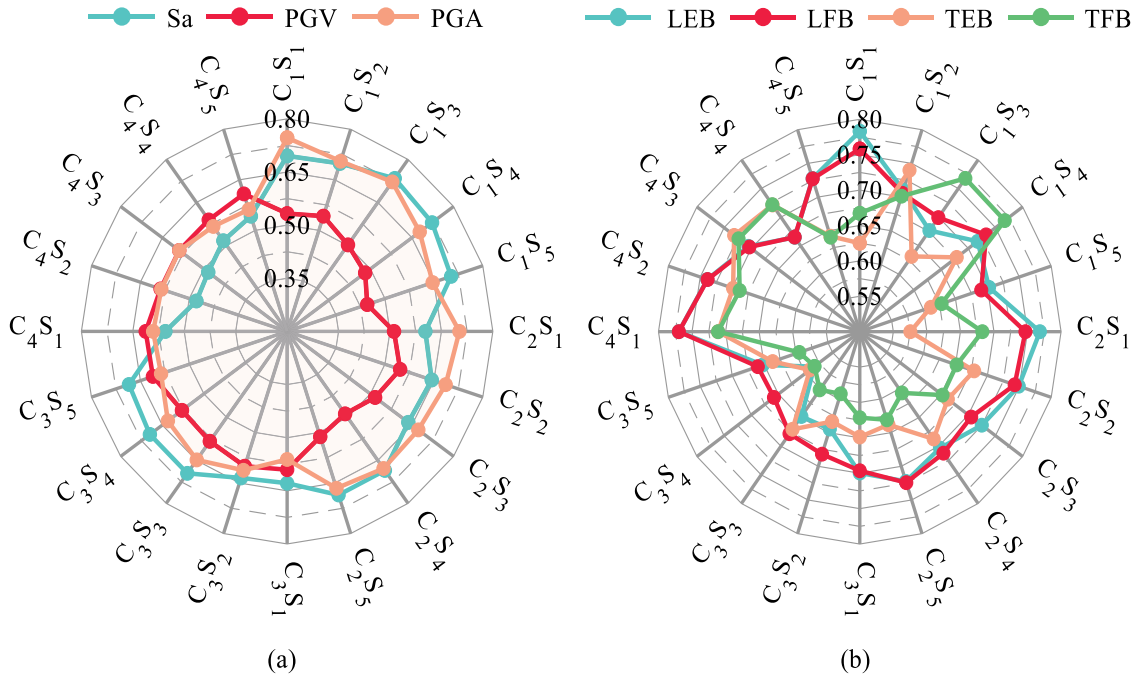 Sa PGV PGA
C₁S₁
C₁S₂
C₁S₃
C₁S₄
C₁S₅
C₂S₁
C₂S₂
C₂S₃
C₂S₄
C₂S₅
C₃S₁
C₃S₂
C₃S₃
C₃S₄
C₃S₅
C₄S₁
C₄S₂
C₄S₃
C₄S₄
C₄S₅
0.80
0.65
0.50
0.35
(a)
LEB LFB TEB TFB
C₁S₁
C₁S₂
C₁S₃
C₁S₄
C₁S₅
C₂S₁
C₂S₂
C₂S₃
C₂S₄
C₂S₅
C₃S₁
C₃S₂
C₃S₃
C₃S₄
C₃S₅
C₄S₁
C₄S₂
C₄S₃
C₄S₄
C₄S₅
0.80
0.75
0.70
0.65
0.60
0.55
(b)